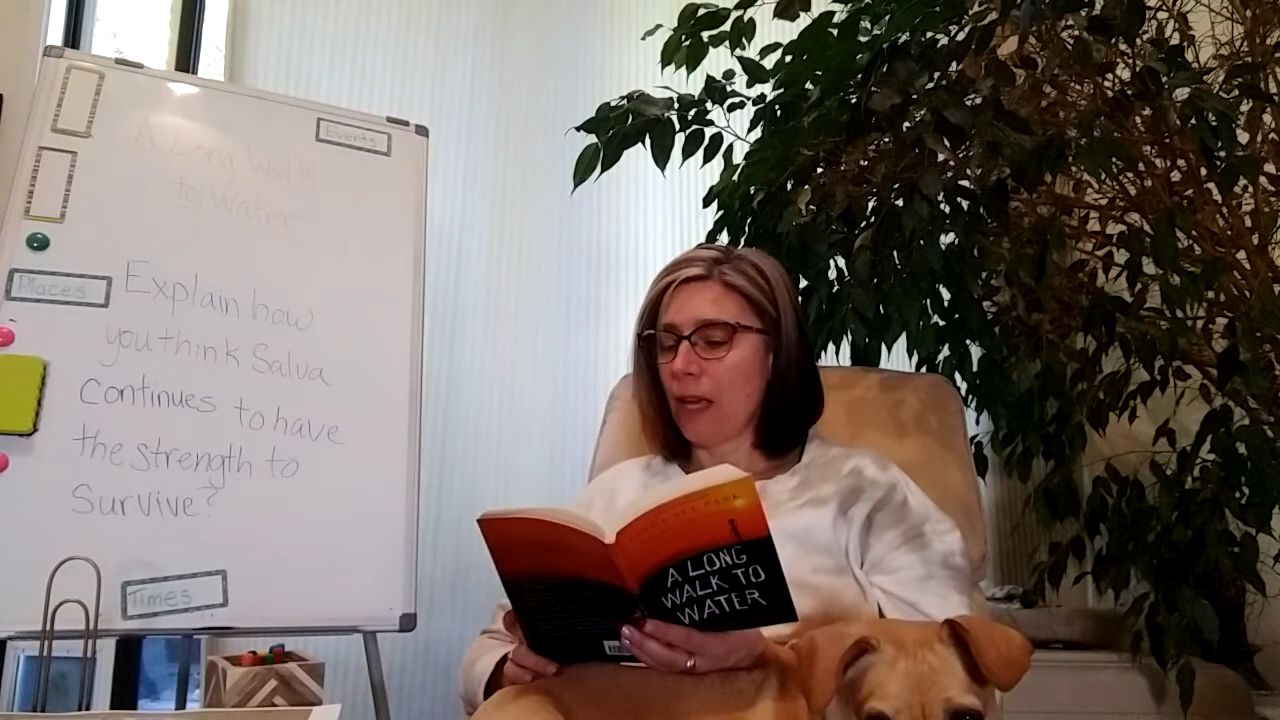 Events
A Long Walk
to Water
Places
Explain how
you think Salva
continues to have
the strength to
Survive?
Times
A LONG
WALK TO
WATER